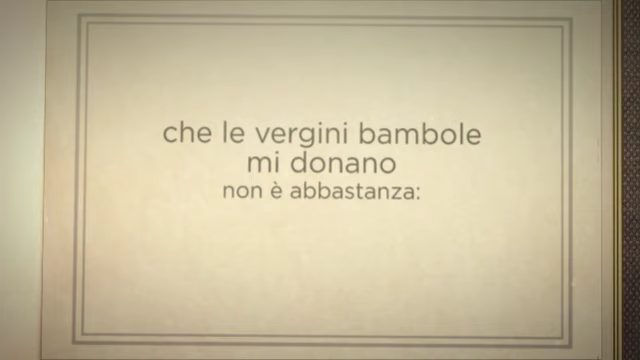 che le vergini bambole
mi donano
non è abbastanza: